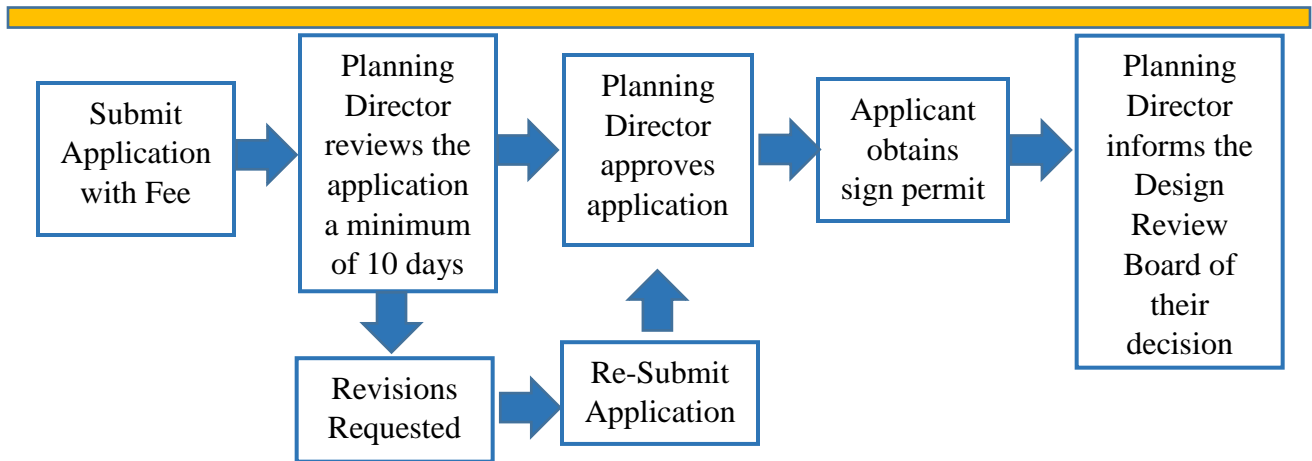 Submit
Application
with Fee
Planning
Director
reviews the
application
a minimum
of 10 days
Planning
Director
approves
application
Applicant
obtains
sign permit
Planning
Director
informs the
Design
Review
Board of
their
decision
Revisions
Requested
Re-Submit
Application